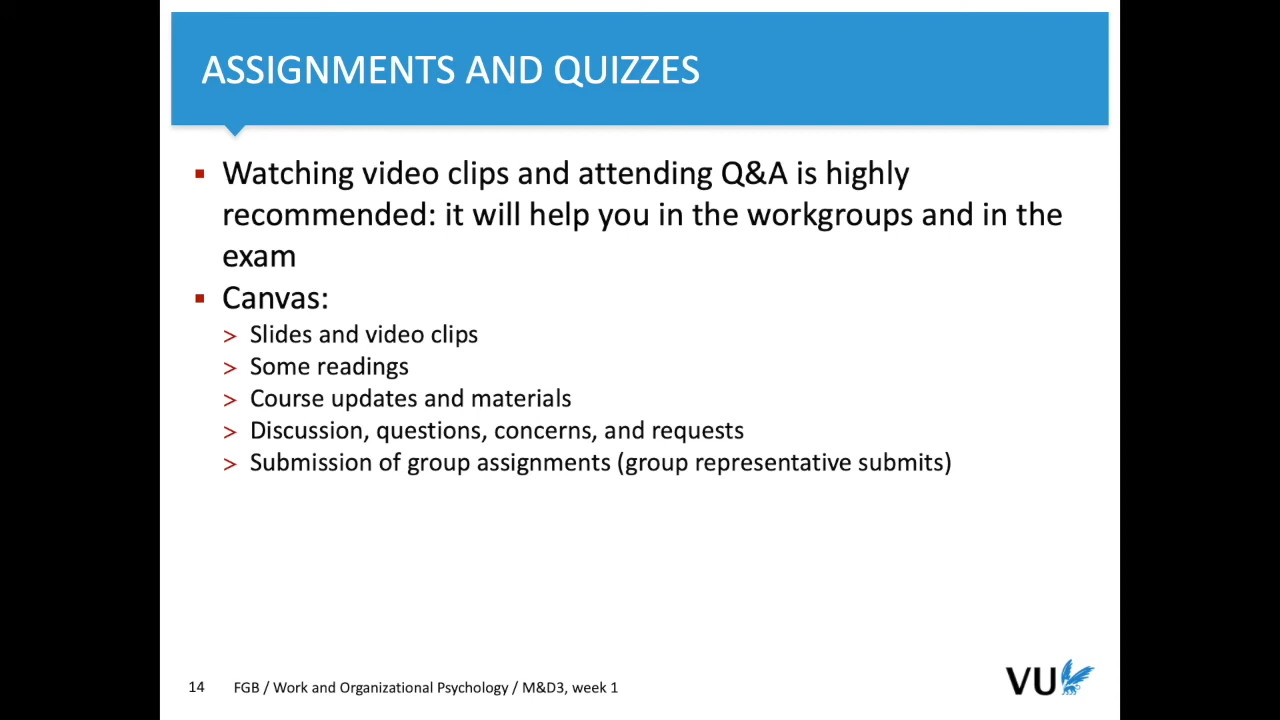 ASSIGNMENTS AND QUIZZES
Watching video clips and attending Q&A is highly
recommended: it will help you in the workgroups and in the
exam
Canvas:
> Slides and video clips
> Some readings
> Course updates and materials
> Discussion, questions, concerns, and requests
> Submission of group assignments (group representative submits)
14 FGB / Work and Organizational Psychology / M&D3, week 1
VU